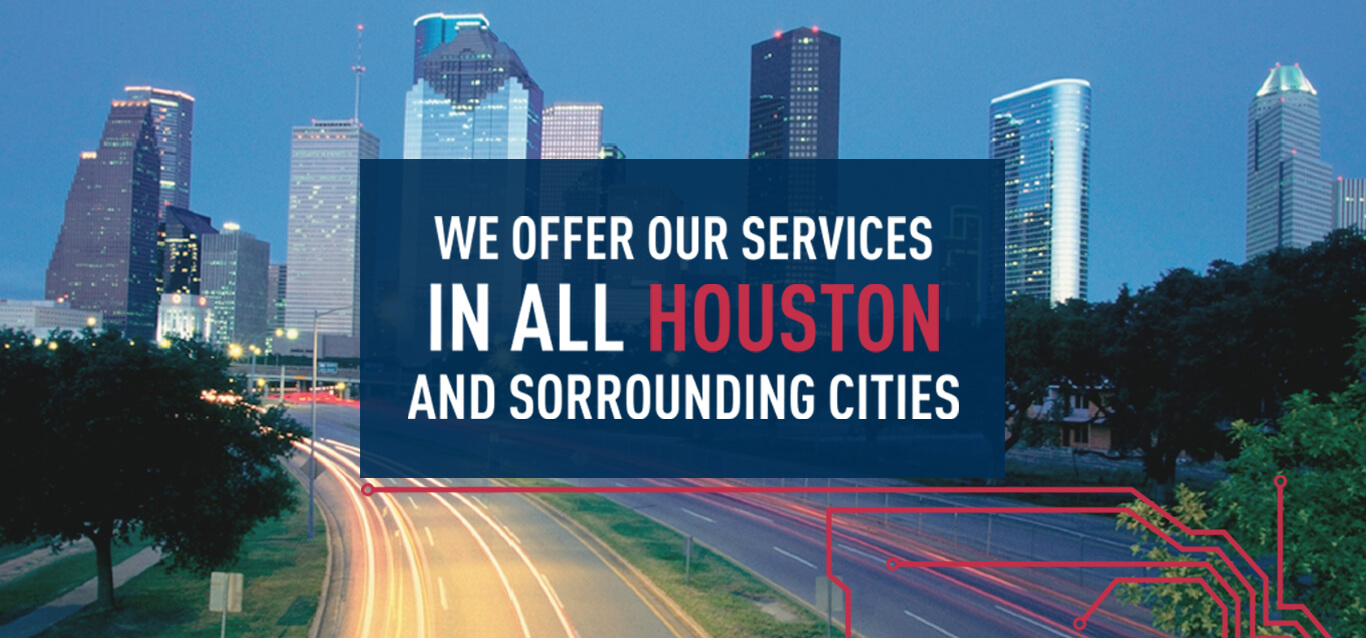 WE OFFER OUR SERVICES
IN ALL HOUSTON
AND SORROUNDING CITIES